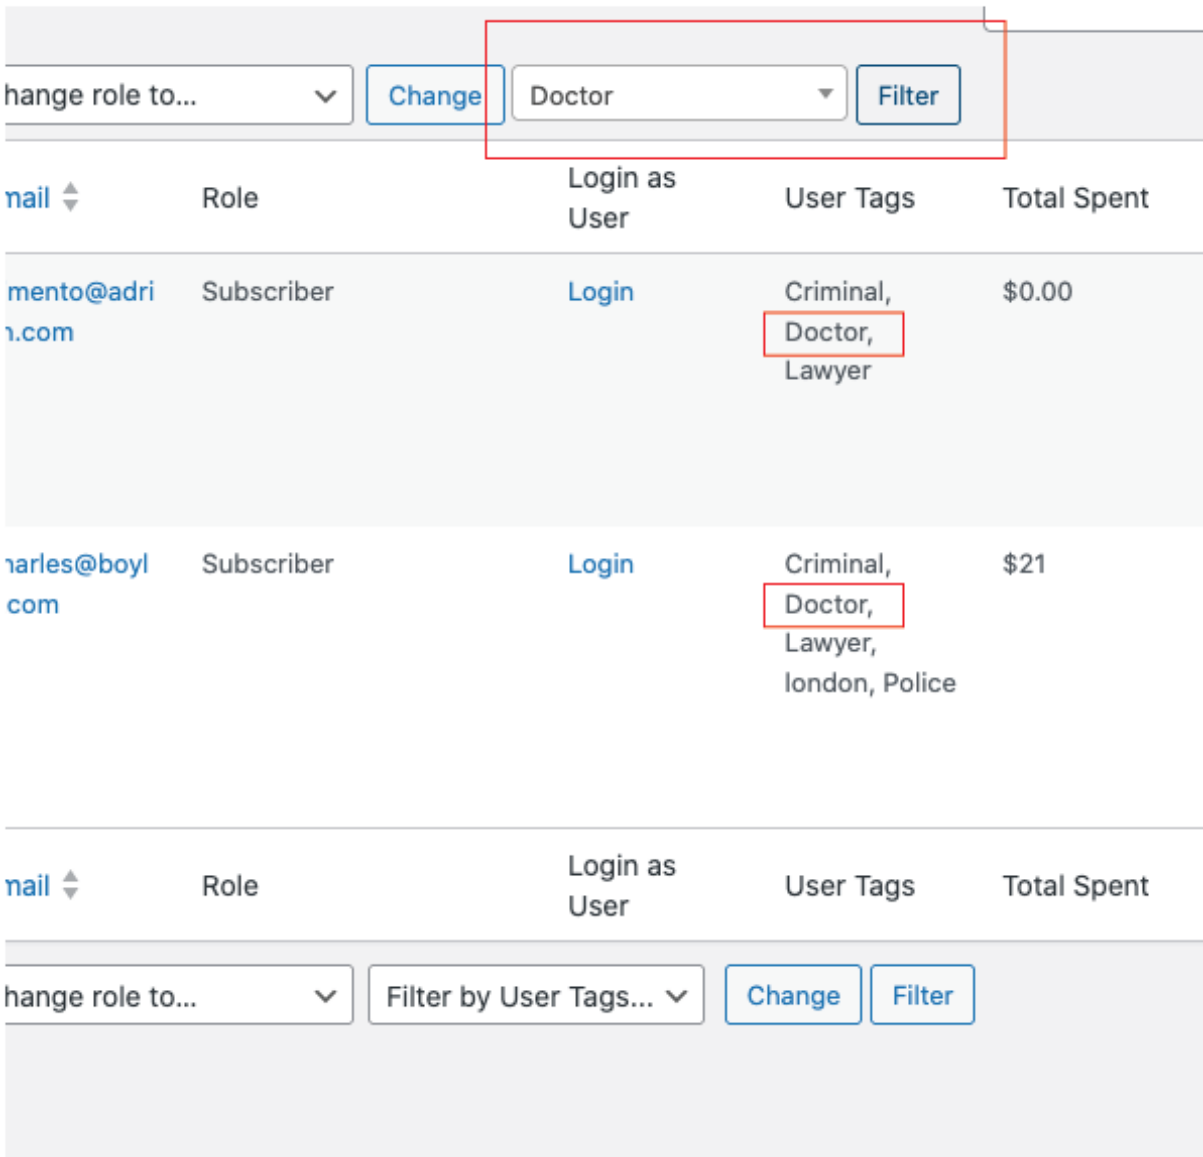 hange role to... Change Doctor Filter
mail Role Login as User User Tags Total Spent
mento@adri Subscriber Login Criminal, $0.00
n.com Doctor,
Lawyer
harles@boyl Subscriber Login Criminal, $21
com Doctor,
Lawyer,
london, Police
mail Role Login as User User Tags Total Spent
hange role to... Filter by User Tags... Change Filter